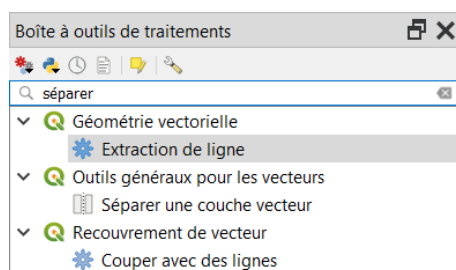 Boîte à outils de traitements
séparer
Géométrie vectorielle
Extraction de ligne
Outils généraux pour les vecteurs
Séparer une couche vecteur
Recouvrement de vecteur
Couper avec des lignes